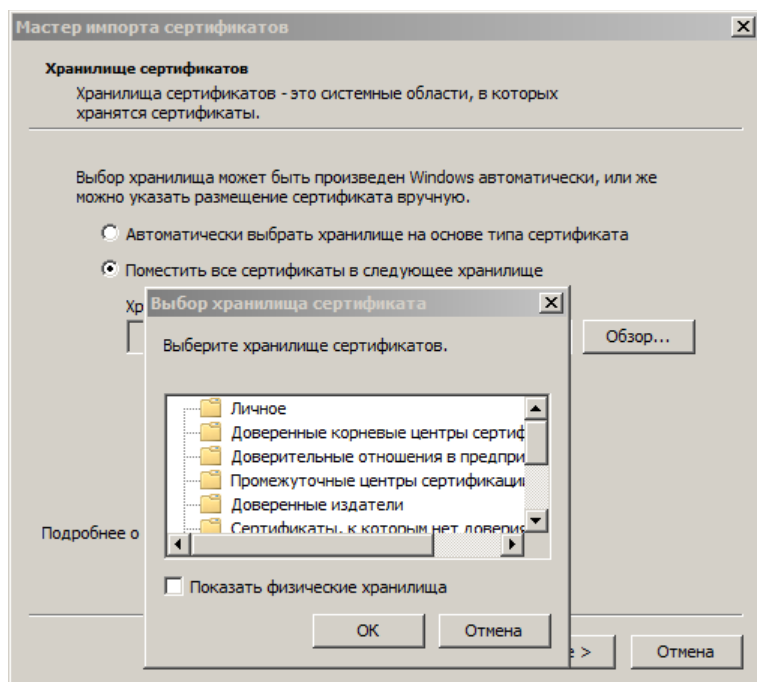 Мастер импорта сертификатов
Хранилище сертификатов
Хранилища сертификатов - это системные области, в которых
хранятся сертификаты.
Выбор хранилища может быть произведен Windows автоматически, или же
можно указать размещение сертификата вручную.
Автоматически выбрать хранилище на основе типа сертификата
Поместить все сертификаты в следующее хранилище
Хр
Обзор...
Выбор хранилища сертификата
Выберите хранилище сертификатов.
Личное
Доверенные корневые центры сертиф
Доверительные отношения в предпри
Промежуточные центры сертификаци
Доверенные издатели
Сертификаты, к которым нет доверия
Показать физические хранилища
ОК
Отмена
Подробнее о
е >
Отмена